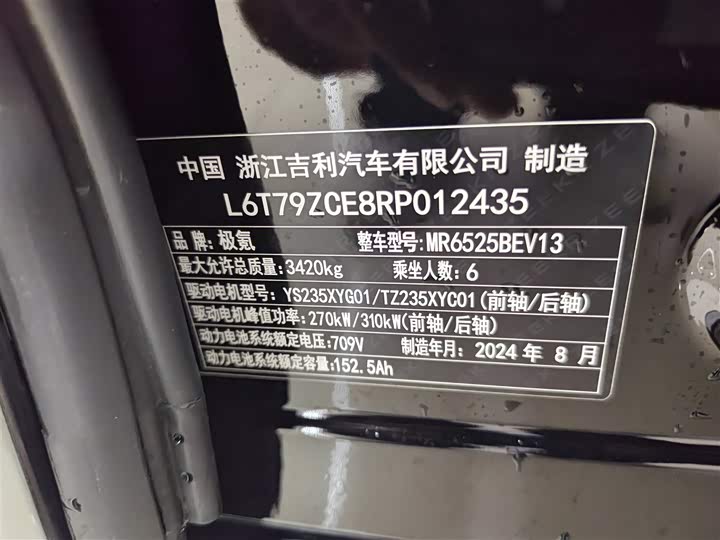 中国 浙江吉利汽车有限公司 制造
L6T79ZCE8RP012435
品 牌:极氪 整车型号:MR6525BEV13
最大允许总质量:3420kg 乘坐人数:6
驱动电机型号:YS235XYG01/TZ235XYC01(前轴/后轴)
驱动电机峰值功率:270kW/310kW(前轴/后轴)
动力电池系统额定电压:709V 制造年月:2024 年 8 月
动力电池系统额定容量:152.5Ah
ZEEKR